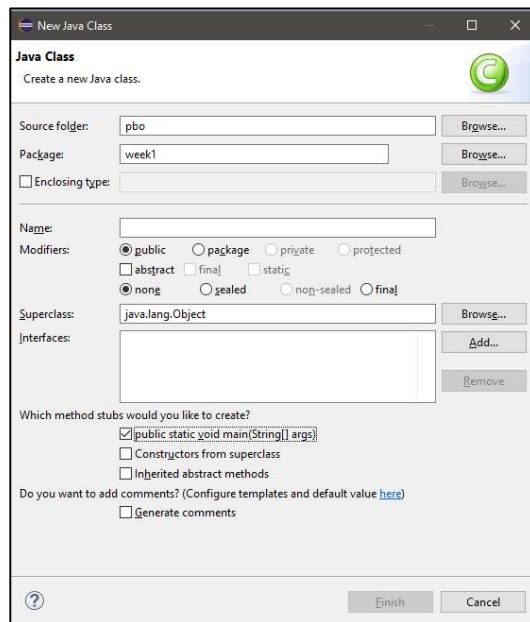 New Java Class
Java Class
Create a new Java class.
Source folder: pbo Browse...
Package: week1 Browse...
Enclosing type: Browse...
Name:
Modifiers: public package private protected
abstract final static
none sealed non-sealed final
Superclass: java.lang.Object Browse...
Interfaces: Add...
Remove
Which method stubs would you like to create?
public static void main(String[] args)
Constructors from superclass
Inherited abstract methods
Do you want to add comments? (Configure templates and default value here)
Generate comments
? Finish Cancel